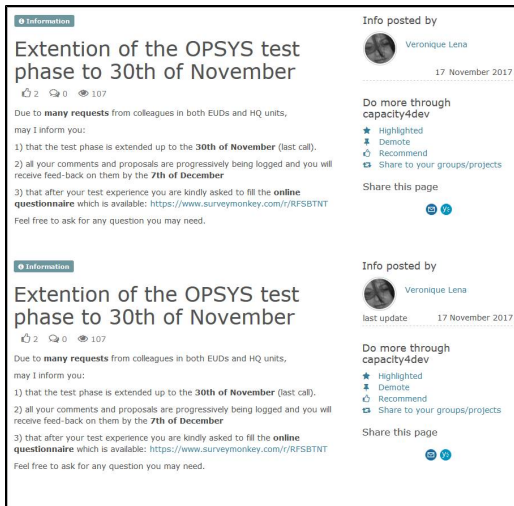 Information
Extention of the OPSYS test
phase to 30th of November
2 0 107
Due to many requests from colleagues in both EUDs and HQ units,
may I inform you:
1) that the test phase is extended up to the 30th of November (last call).
2) all your comments and proposals are progressively being logged and you will
receive feed-back on them by the 7th of December
3) that after your test experience you are kindly asked to fill the online
questionnaire which is available: https://www.surveymonkey.com/r/RFSBTNT
Feel free to ask for any question you may need.
Info posted by
Veronique Lena
17 November 2017
Do more through
capacity4dev
Highlighted
Demote
Recommend
Share to your groups/projects
Share this page
Information
Extention of the OPSYS test
phase to 30th of November
2 0 107
Due to many requests from colleagues in both EUDs and HQ units,
may I inform you:
1) that the test phase is extended up to the 30th of November (last call).
2) all your comments and proposals are progressively being logged and you will
receive feed-back on them by the 7th of December
3) that after your test experience you are kindly asked to fill the online
questionnaire which is available: https://www.surveymonkey.com/r/RFSBTNT
Feel free to ask for any question you may need.
Info posted by
Veronique Lena
last update 17 November 2017
Do more through
capacity4dev
Highlighted
Demote
Recommend
Share to your groups/projects
Share this page